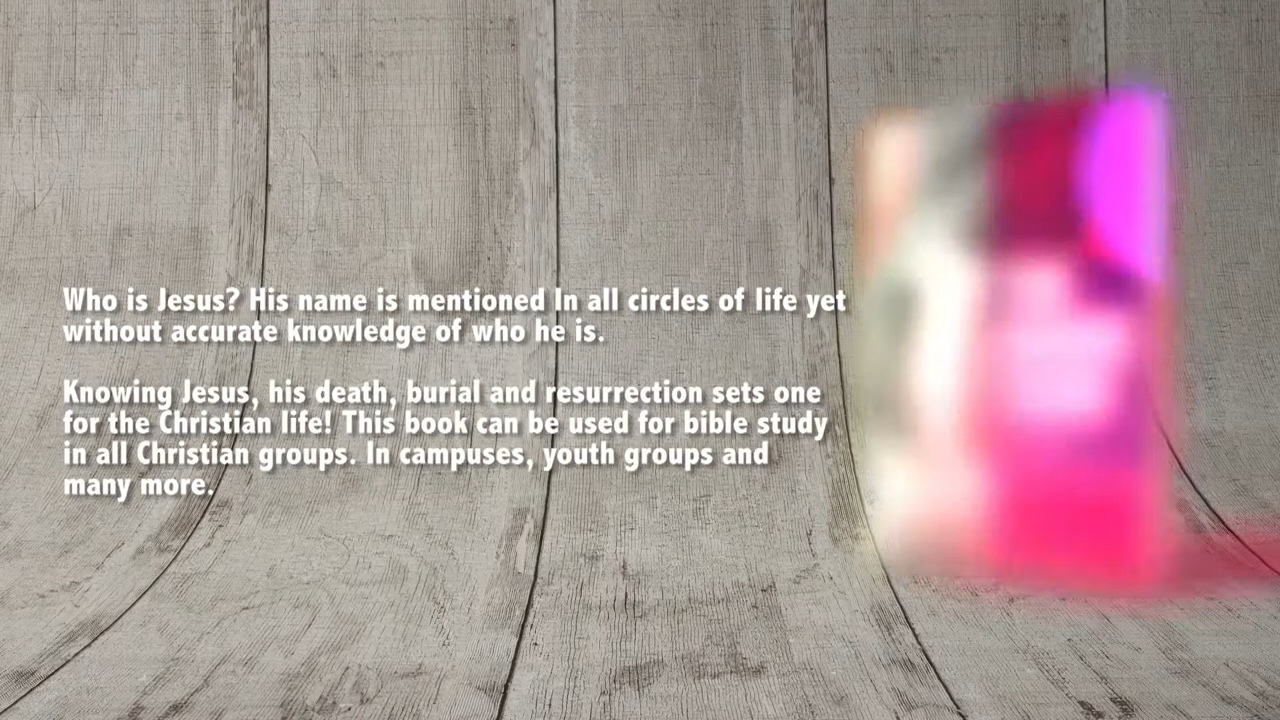 Who is Jesus? His name is mentioned In all circles of life yet
without accurate knowledge of who he is.
Knowing Jesus, his death, burial and resurrection sets one
for the Christian life! This book can be used for bible study
in all Christian groups. In campuses, youth groups and
many more.